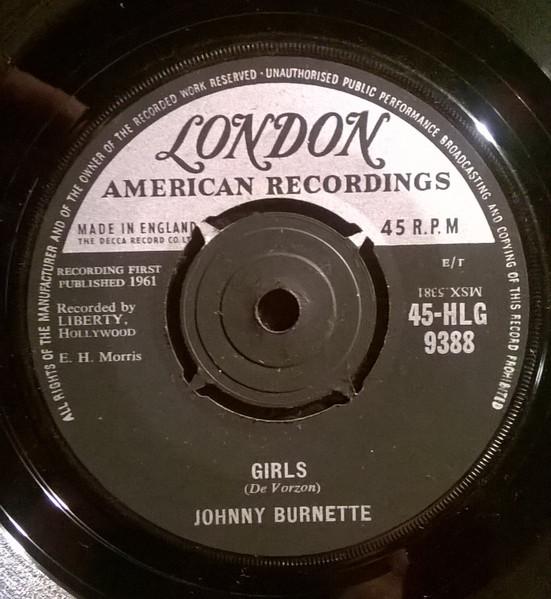 ALL RIGHTS OF THE MANUFACTURER AND OF THE OWNER OF THE RECORDED WORK RESERVED · UNAUTHORISED PUBLIC PERFORMANCE BROADCASTING AND COPYING OF THIS RECORD PROHIBITED
LONDON
AMERICAN RECORDINGS
MADE IN ENGLAND
THE DECCA RECORD CO
45 R.P.M
E/T
RECORDING FIRST
PUBLISHED 1961
MSX.5381
Recorded by
LIBERTY,
HOLLYWOOD
45-HLG
9388
E. H. Morris
GIRLS
(De Vorzon)
JOHNNY BURNETTE